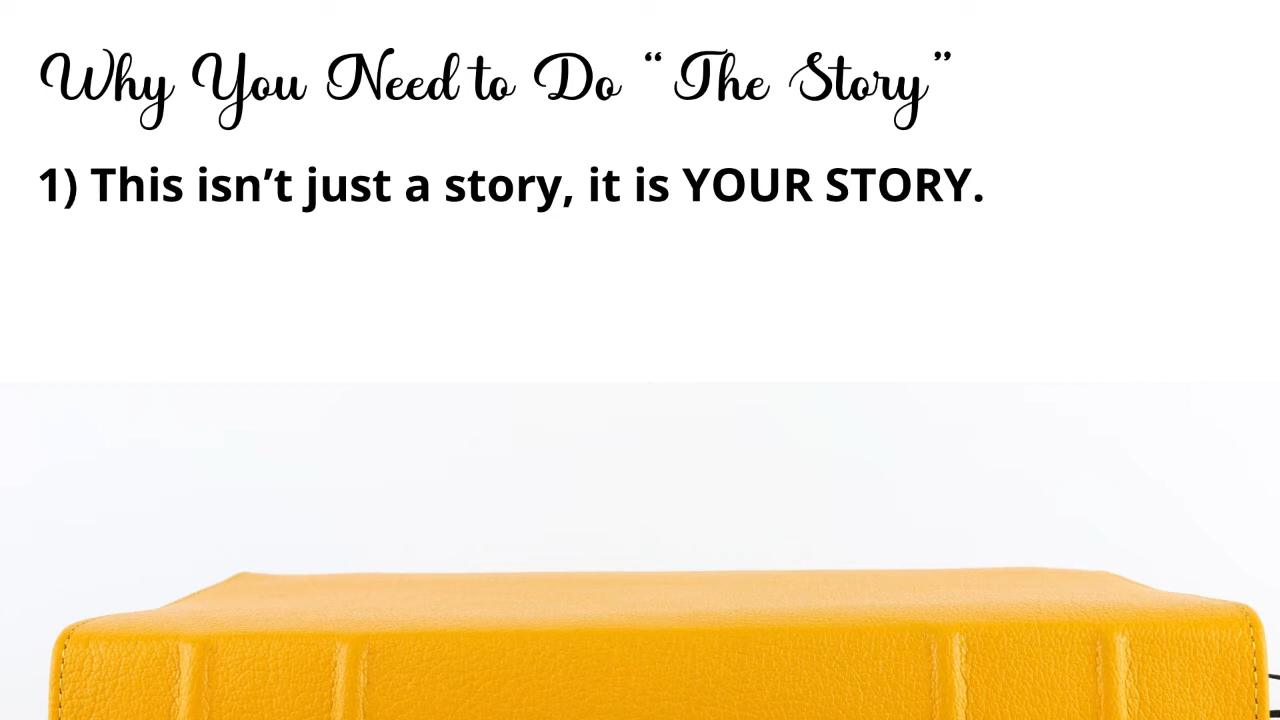 Why You Need to Do “The Story”
1) This isn’t just a story, it is YOUR STORY.